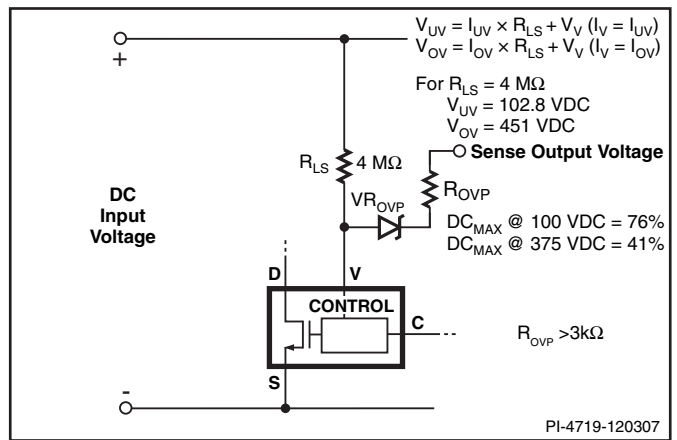 V_UV = I_UV × R_LS + V_V (I_V = I_UV)
V_OV = I_OV × R_LS + V_V (I_V = I_OV)
+
For R_LS = 4 MΩ
V_UV = 102.8 VDC
V_OV = 451 VDC
Sense Output Voltage
R_LS
4 MΩ
R_OVP
VR_OVP
DC
Input
Voltage
DC_MAX @ 100 VDC = 76%
DC_MAX @ 375 VDC = 41%
D
V
CONTROL
C
R_OVP >3kΩ
S
-
PI-4719-120307